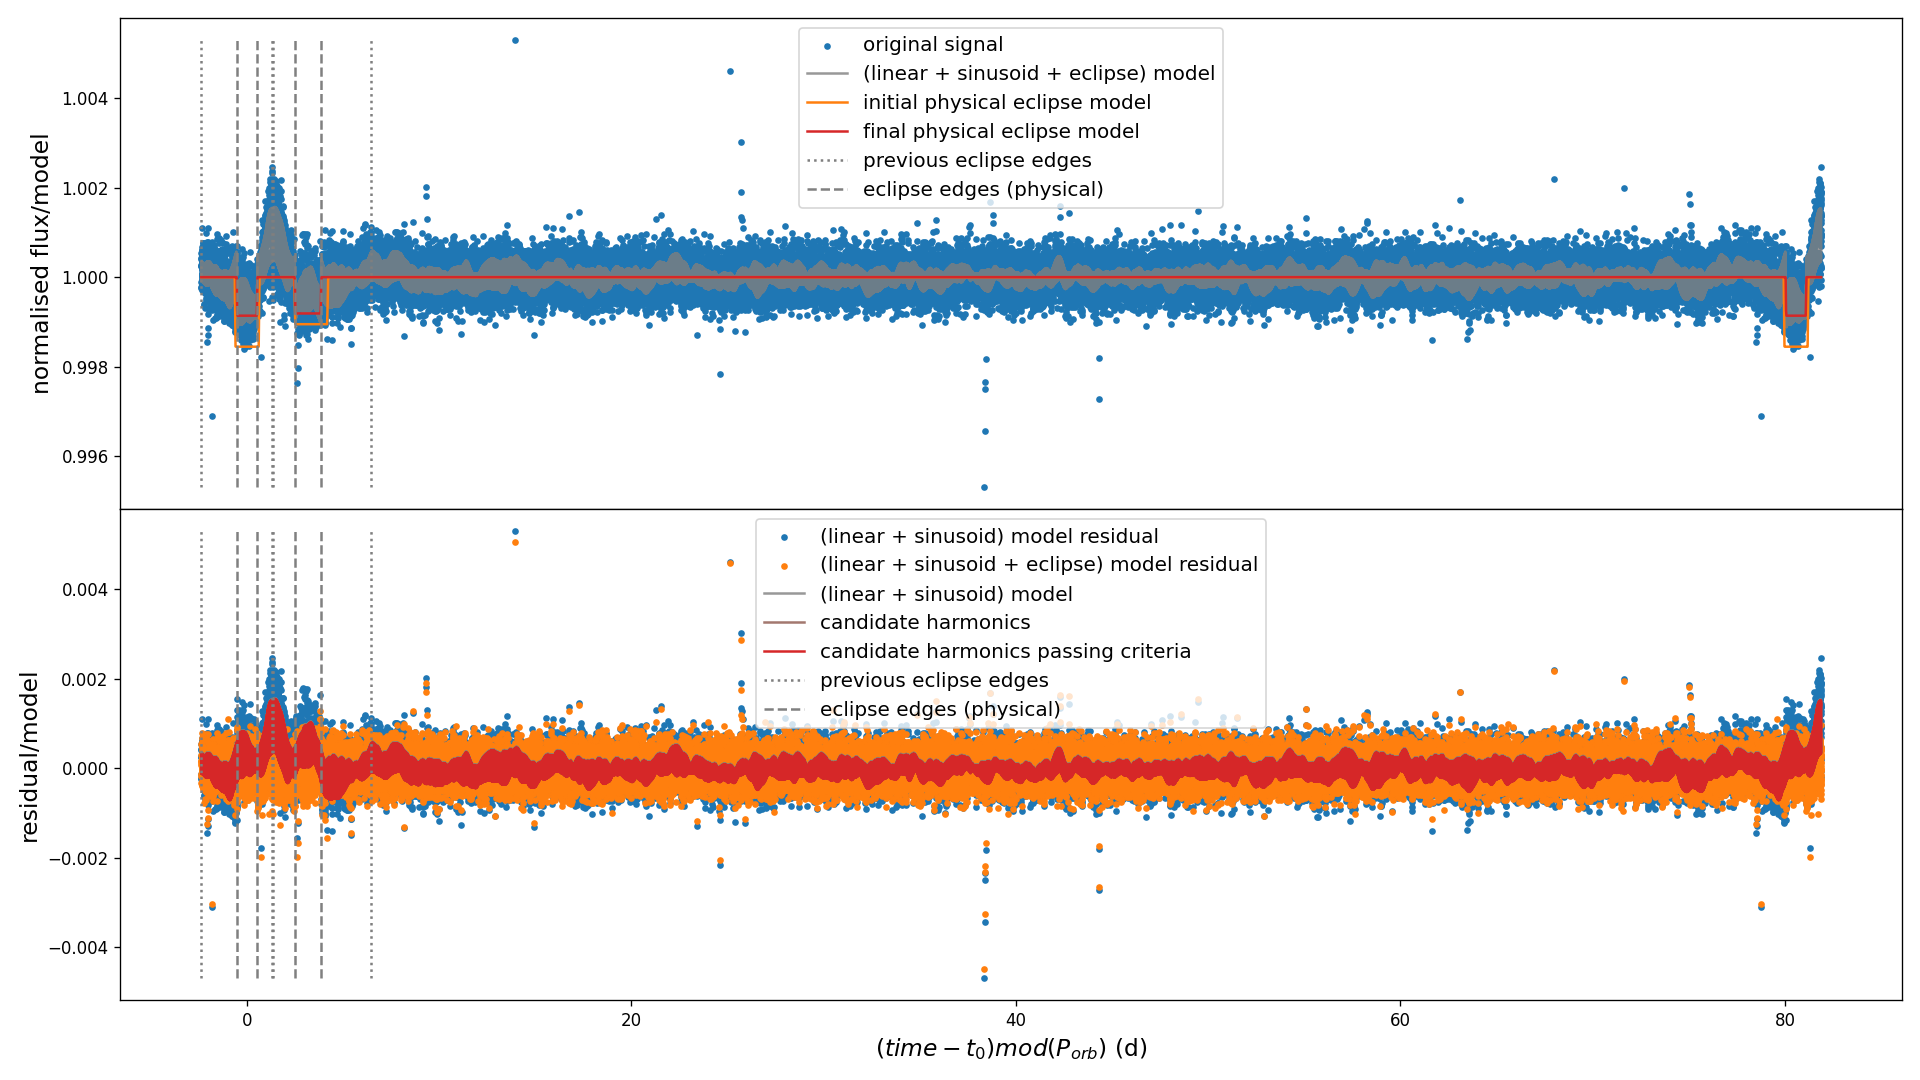 original signal
(linear + sinusoid + eclipse) model
initial physical eclipse model
final physical eclipse model
previous eclipse edges
eclipse edges (physical)
normalised flux/model
1.004
1.002
1.000
0.998
0.996
(linear + sinusoid) model residual
(linear + sinusoid + eclipse) model residual
(linear + sinusoid) model
candidate harmonics
candidate harmonics passing criteria
previous eclipse edges
eclipse edges (physical)
residual/model
0.004
0.002
0.000
−0.002
−0.004
0 20 40 60 80
(time − t₀)mod(P_orb) (d)